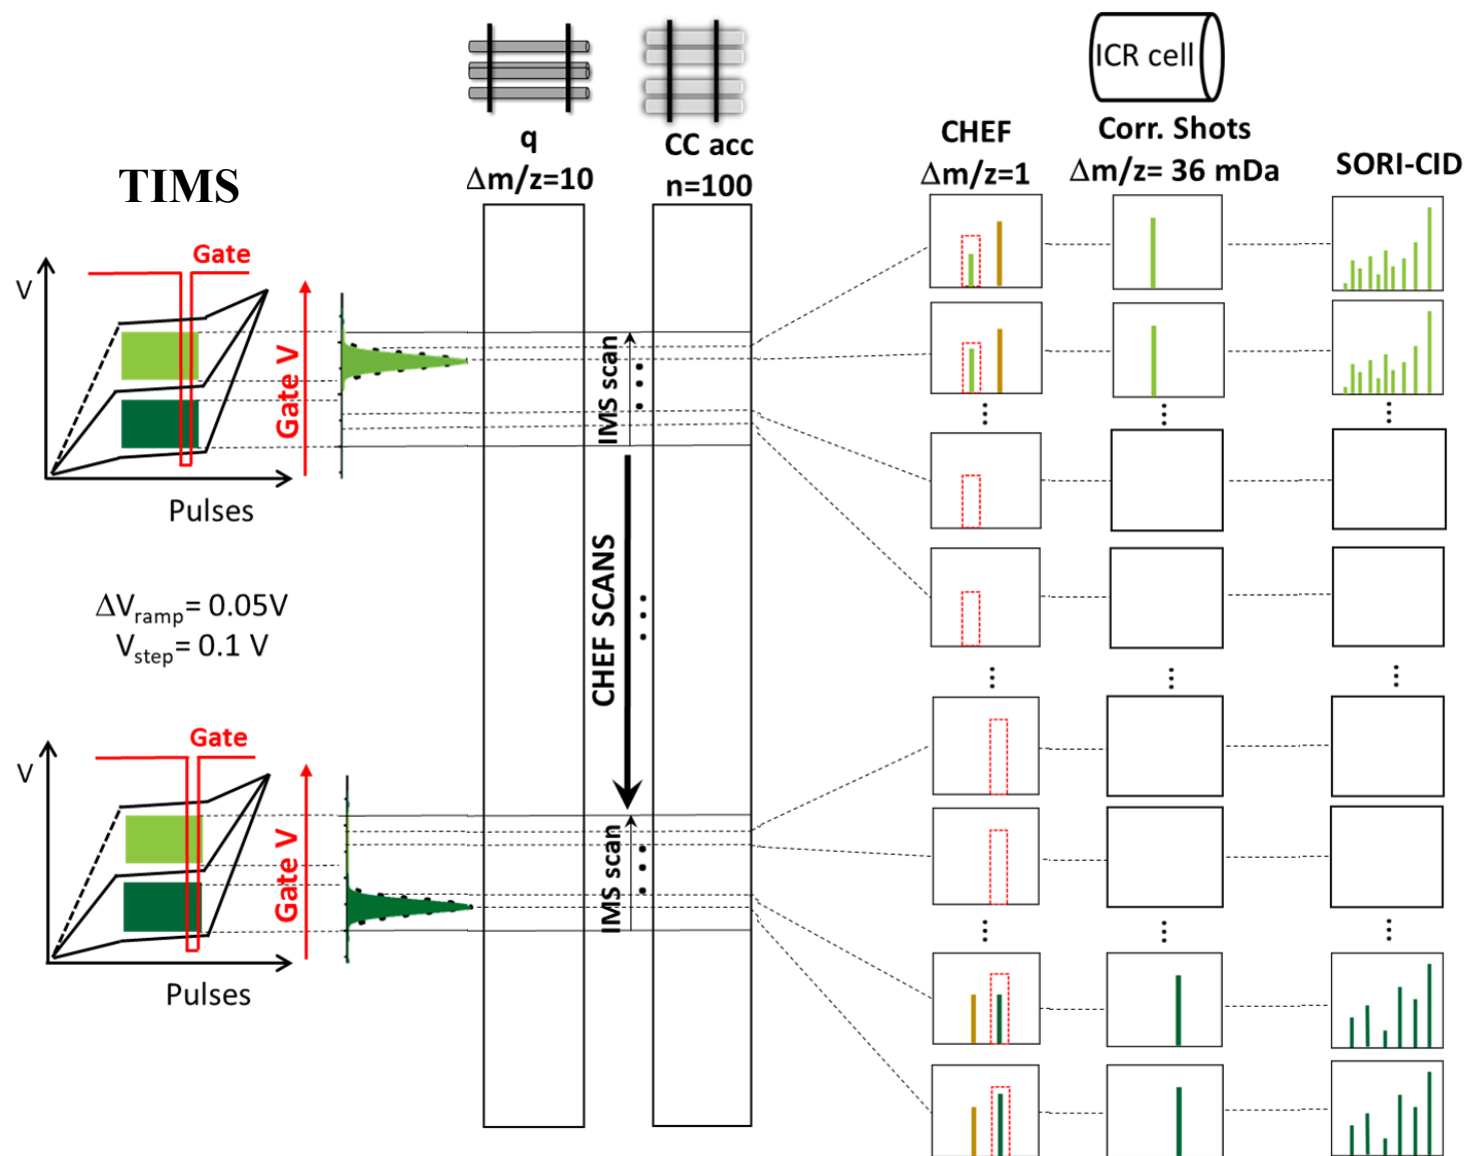 ICR cell
q
Δm/z=10
CC acc
n=100
CHEF
Δm/z=1
Corr. Shots
Δm/z= 36 mDa
SORI-CID
TIMS
Gate
V
Gate V
IMS scan
Pulses
CHEF SCANS
ΔVramp= 0.05V
Vstep= 0.1 V
Gate
V
Gate V
IMS scan
Pulses